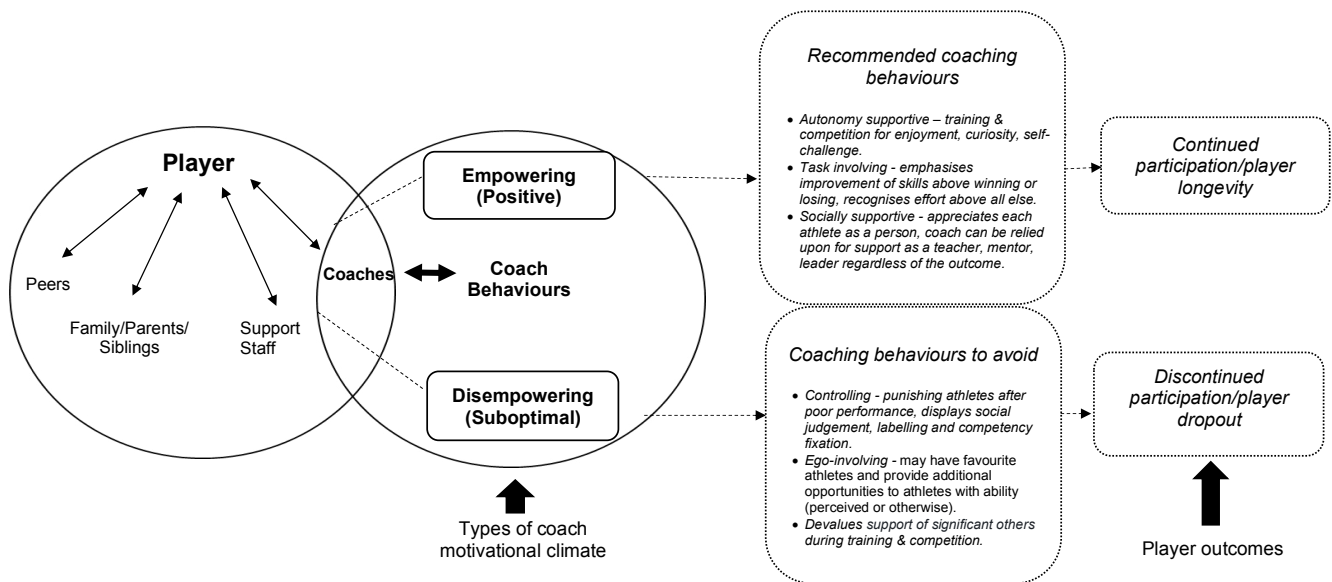 Player
Peers
Family/Parents/
Siblings
Support
Staff
Coaches
Empowering
(Positive)
Coach
Behaviours
Disempowering
(Suboptimal)
Types of coach
motivational climate
Recommended coaching
behaviours
• Autonomy supportive – training &
competition for enjoyment, curiosity, self-
challenge.
• Task involving - emphasises
improvement of skills above winning or
losing, recognises effort above all else.
• Socially supportive - appreciates each
athlete as a person, coach can be relied
upon for support as a teacher, mentor,
leader regardless of the outcome.
Continued
participation/player
longevity
Coaching behaviours to avoid
• Controlling - punishing athletes after
poor performance, displays social
judgement, labelling and competency
fixation.
• Ego-involving - may have favourite
athletes and provide additional
opportunities to athletes with ability
(perceived or otherwise).
• Devalues support of significant others
during training & competition.
Discontinued
participation/player
dropout
Player outcomes